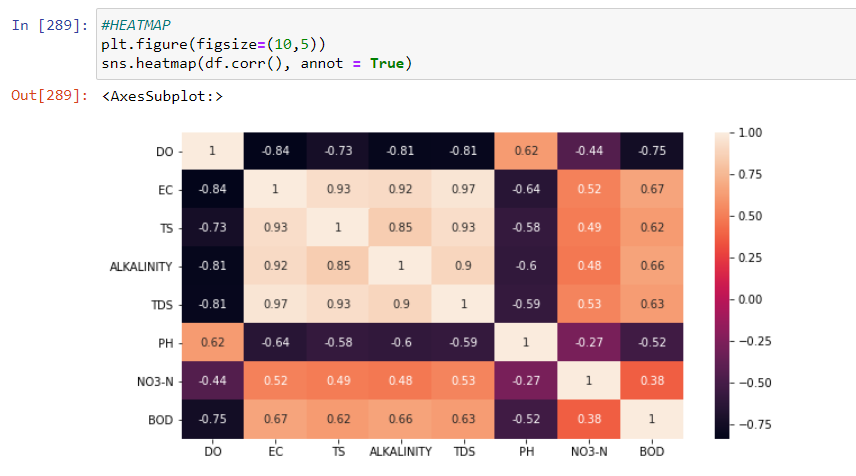 In [289]: #HEATMAP
plt.figure(figsize=(10,5))
sns.heatmap(df.corr(), annot = True)
Out[289]: <AxesSubplot:>
DO 1 -0.84 -0.73 -0.81 -0.81 0.62 -0.44 -0.75
EC -0.84 1 0.93 0.92 0.97 -0.64 0.52 0.67
TS -0.73 0.93 1 0.85 0.93 -0.58 0.49 0.62
ALKALINITY -0.81 0.92 0.85 1 0.9 -0.6 0.48 0.66
TDS -0.81 0.97 0.93 0.9 1 -0.59 0.53 0.63
PH 0.62 -0.64 -0.58 -0.6 -0.59 1 -0.27 -0.52
NO3-N -0.44 0.52 0.49 0.48 0.53 -0.27 1 0.38
BOD -0.75 0.67 0.62 0.66 0.63 -0.52 0.38 1
DO EC TS ALKALINITY TDS PH NO3-N BOD
1.00
0.75
0.50
0.25
0.00
-0.25
-0.50
-0.75